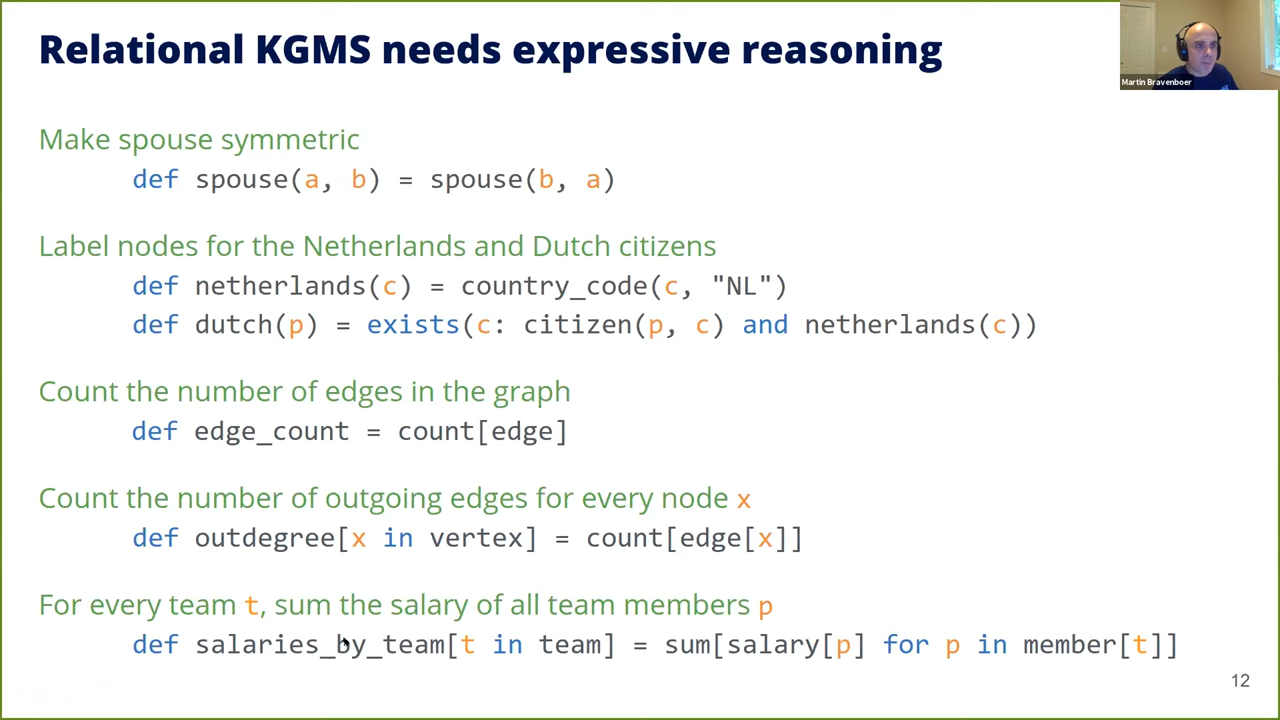 Relational KGMS needs expressive reasoning
Martin Bravenboer
Make spouse symmetric
def spouse(a, b) = spouse(b, a)
Label nodes for the Netherlands and Dutch citizens
def netherlands(c) = country_code(c, "NL")
def dutch(p) = exists(c: citizen(p, c) and netherlands(c))
Count the number of edges in the graph
def edge_count = count[edge]
Count the number of outgoing edges for every node x
def outdegree[x in vertex] = count[edge[x]]
For every team t, sum the salary of all team members p
def salaries_by_team[t in team] = sum[salary[p] for p in member[t]]
12